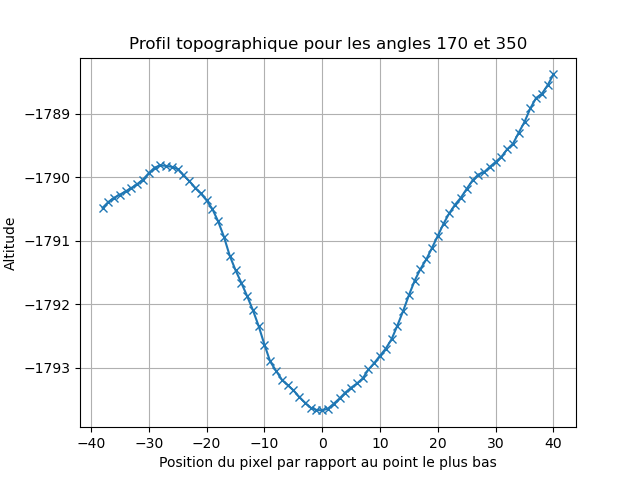 Profil topographique pour les angles 170 et 350
Altitude
−1789
−1790
−1791
−1792
−1793
−40 −30 −20 −10 0 10 20 30 40
Position du pixel par rapport au point le plus bas